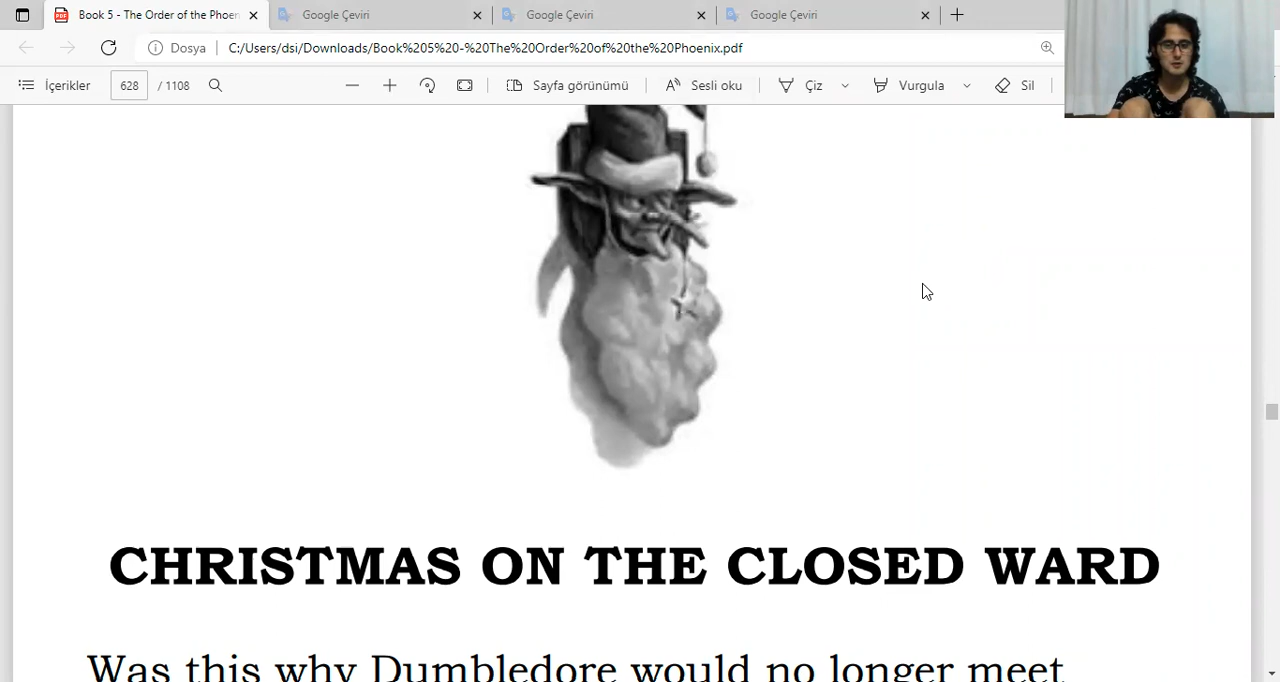 Book 5 - The Order of the Phoen
Google Çeviri
Google Çeviri
Google Çeviri
Dosya
C:/Users/dsi/Downloads/Book%205%20-%20The%20Order%20of%20the%20Phoenix.pdf
İçerikler
628 / 1108
Sayfa görünümü
Sesli oku
Çiz
Vurgula
Sil
CHRISTMAS ON THE CLOSED WARD
Was this why Dumbledore would no longer meet